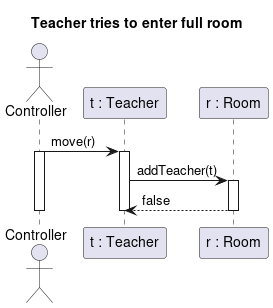 Teacher tries to enter full room
Controller
t : Teacher
r : Room
move(r)
addTeacher(t)
false
Controller
t : Teacher
r : Room